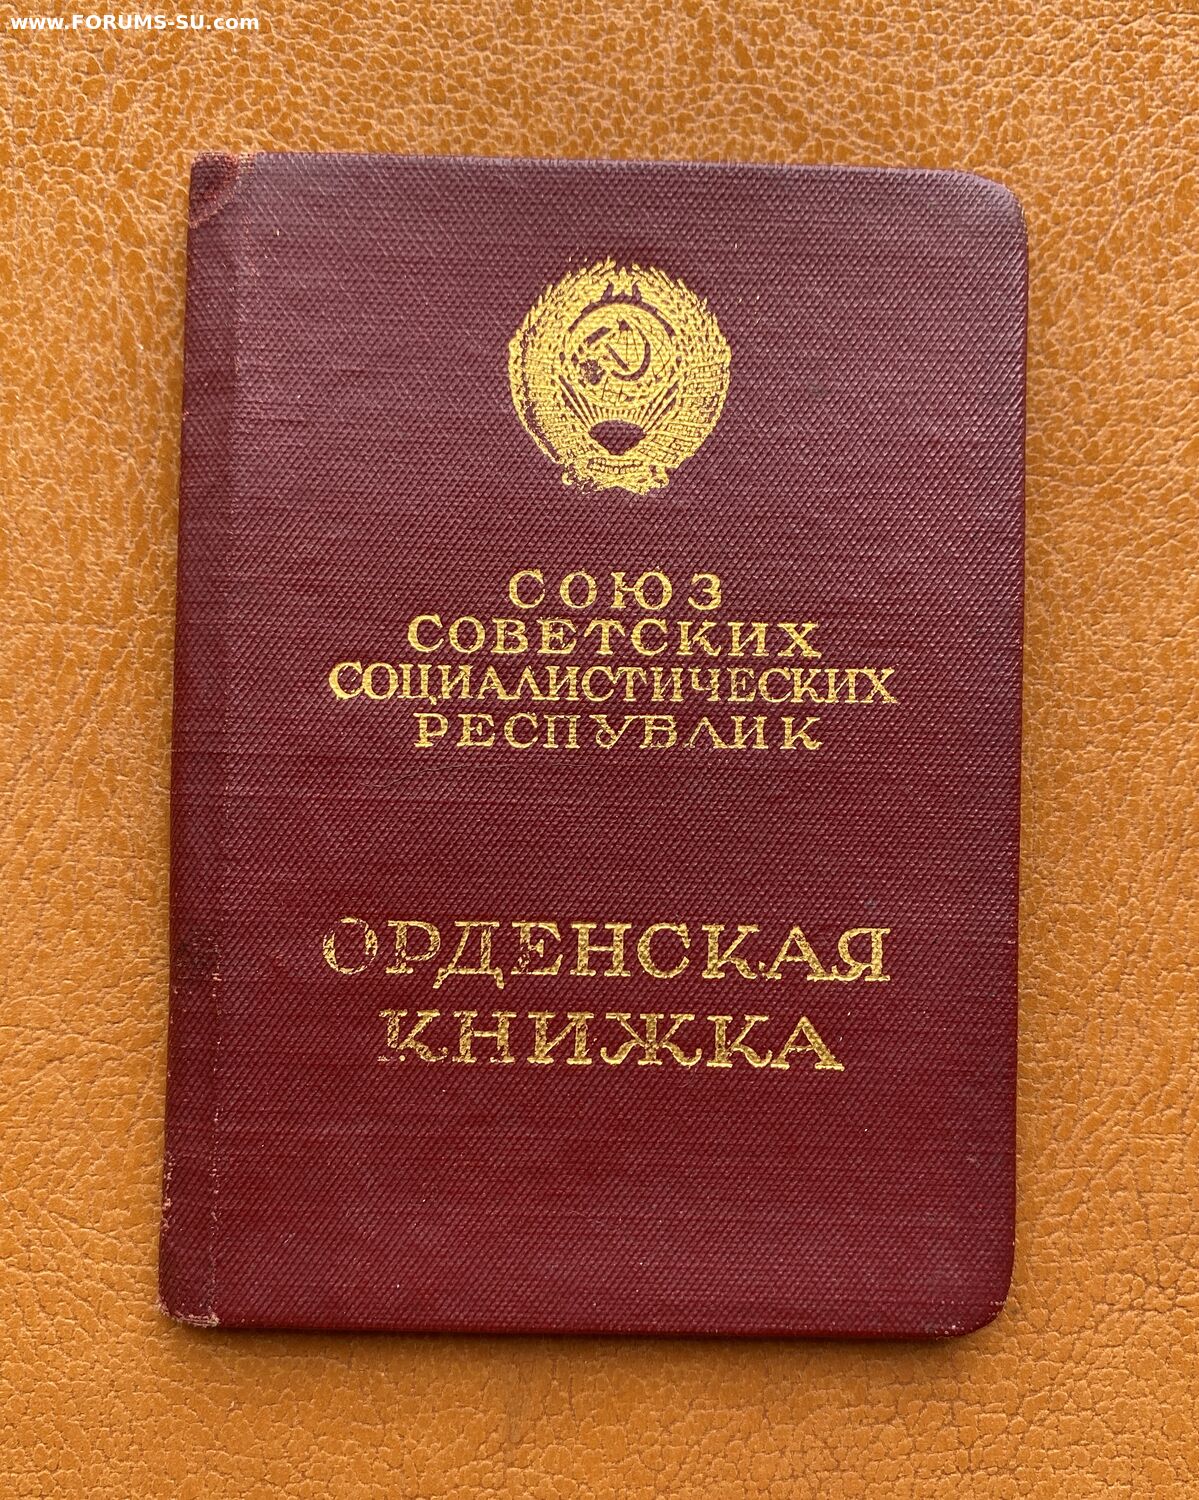 www.FORUMS-SU.com
СОЮЗ
СОВЕТСКИХ
СОЦИАЛИСТИЧЕСКИХ
РЕСПУБЛИК
ОРДЕНСКАЯ
КНИЖКА